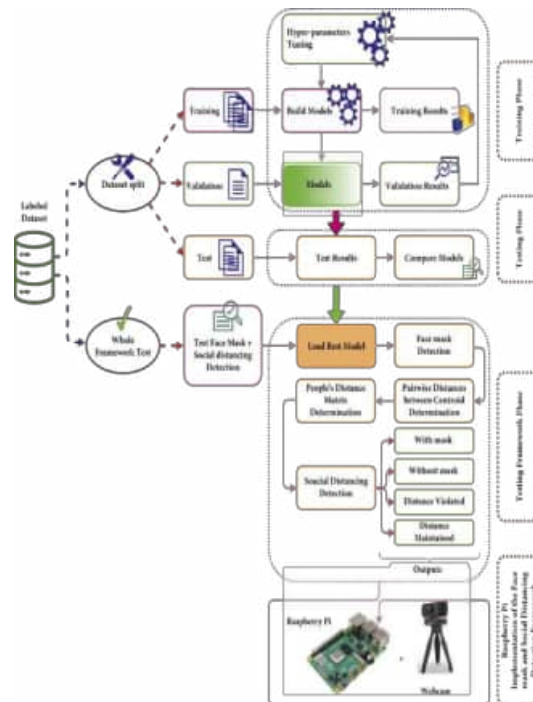 Hyper-parameters
Tuning
Training
Build Models
Training Results
Training Phase
Labeled
Dataset
Dataset split
Validation
Models
Validation Results
Test
Test Results
Compare Models
Testing Phase
Whole
Framework Test
Test Face Mask +
Social distancing
Detection
Load Best Model
Face mask
Detection
People's Distance
Matrix
Determination
Pairwise Distances
between Centroid
Determination
Soucial Distancing
Detection
With mask
Without mask
Distance Violated
Distance
Maintained
Testing Framework Phase
Outputs
Raspberry Pi
+
Webcam
Raspberry Pi
Implementation of the Face
mask and Social Distancing